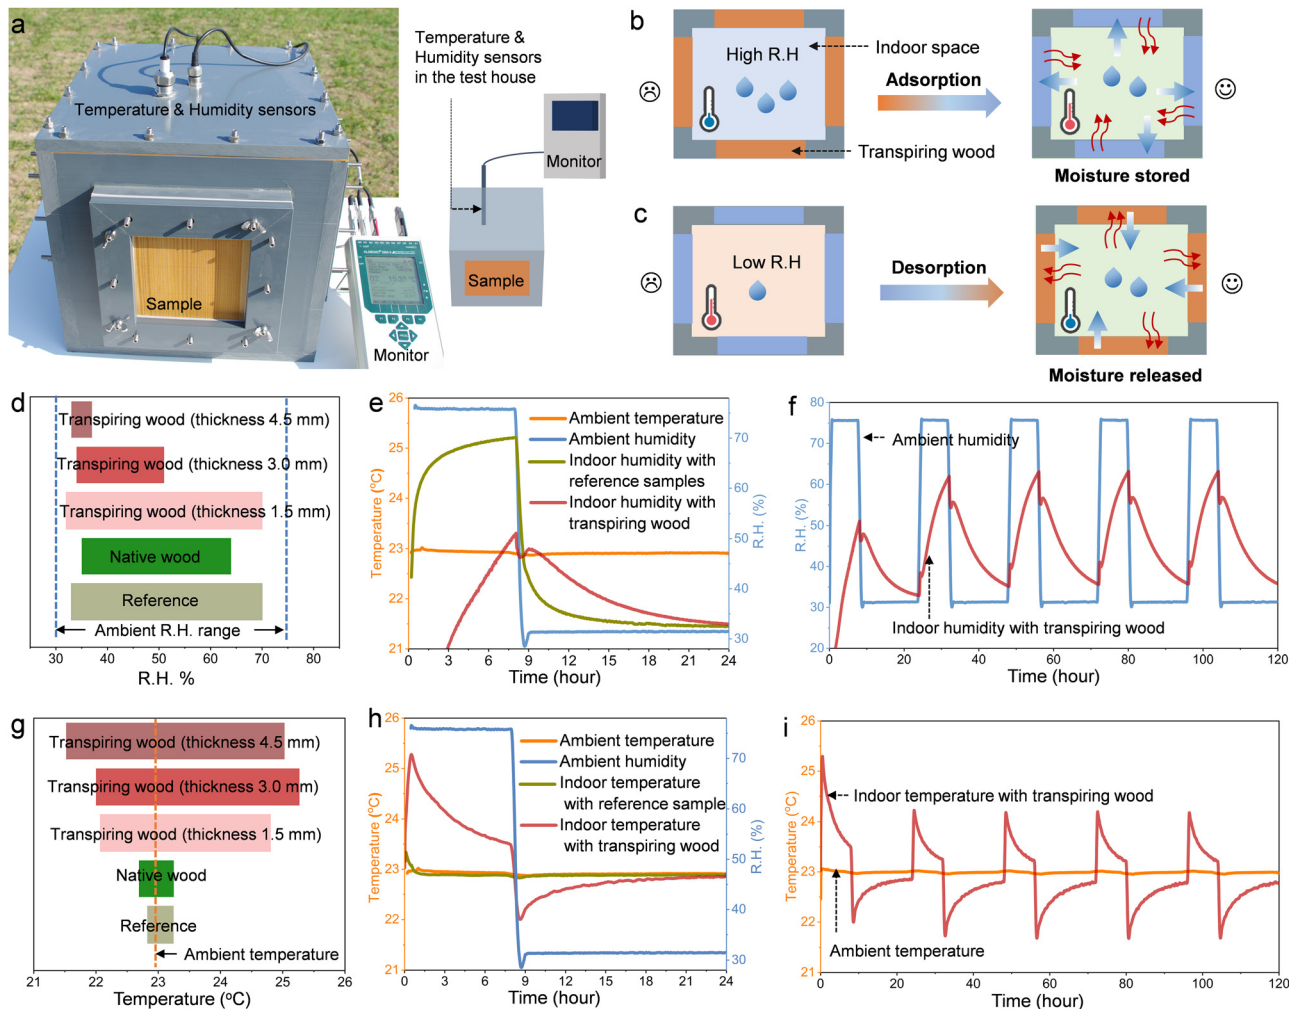 a
Temperature & Humidity sensors
Sample
Monitor
Temperature &
Humidity sensors
in the test house
Monitor
Sample
b
High R.H
Indoor space
Adsorption
Transpiring wood
Moisture stored
c
Low R.H
Desorption
Moisture released
d
Transpiring wood (thickness 4.5 mm)
Transpiring wood (thickness 3.0 mm)
Transpiring wood (thickness 1.5 mm)
Native wood
Reference
Ambient R.H. range
30 40 50 60 70 80
R.H. %
e
Ambient temperature
Ambient humidity
Indoor humidity with
reference samples
Indoor humidity with
transpiring wood
Temperature (°C)
26
25
24
23
22
21
R.H. (%)
70
60
50
40
30
0 3 6 9 12 15 18 21 24
Time (hour)
f
Ambient humidity
Indoor humidity with transpiring wood
R.H. (%)
80
70
60
50
40
30
20
0 20 40 60 80 100 120
Time (hour)
g
Transpiring wood (thickness 4.5 mm)
Transpiring wood (thickness 3.0 mm)
Transpiring wood (thickness 1.5 mm)
Native wood
Reference
Ambient temperature
21 22 23 24 25 26
Temperature (°C)
h
Ambient temperature
Ambient humidity
Indoor temperature
with reference sample
Indoor temperature
with transpiring wood
Temperature (°C)
26
25
24
23
22
21
R.H. (%)
70
60
50
40
30
0 3 6 9 12 15 18 21 24
Time (hour)
i
Indoor temperature with transpiring wood
Ambient temperature
Temperature (°C)
26
25
24
23
22
21
0 20 40 60 80 100 120
Time (hour)